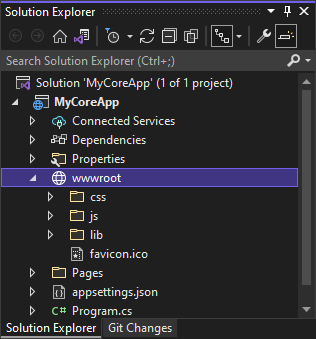 Solution Explorer
Search Solution Explorer (Ctrl+;)
Solution 'MyCoreApp' (1 of 1 project)
MyCoreApp
Connected Services
Dependencies
Properties
wwwroot
css
js
lib
favicon.ico
Pages
appsettings.json
C# Program.cs
Solution Explorer Git Changes